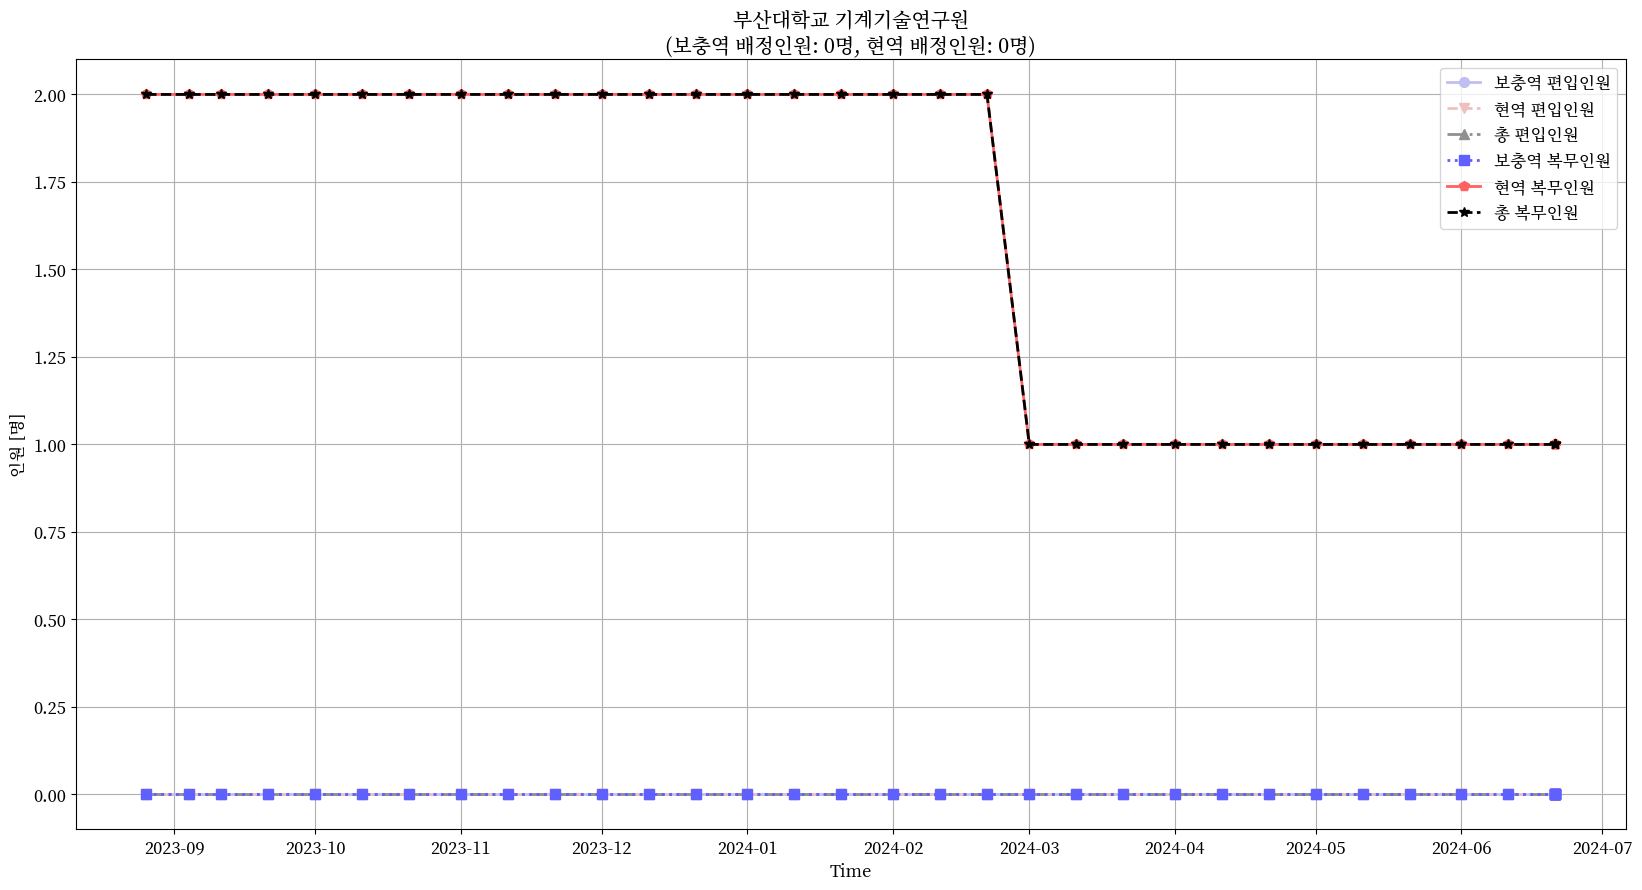 부산대학교 기계기술연구원
(보충역 배정인원: 0명, 현역 배정인원: 0명)
보충역 편입인원
현역 편입인원
총 편입인원
보충역 복무인원
현역 복무인원
총 복무인원
인원 [명]
2.00
1.75
1.50
1.25
1.00
0.75
0.50
0.25
0.00
2023-09
2023-10
2023-11
2023-12
2024-01
2024-02
2024-03
2024-04
2024-05
2024-06
2024-07
Time